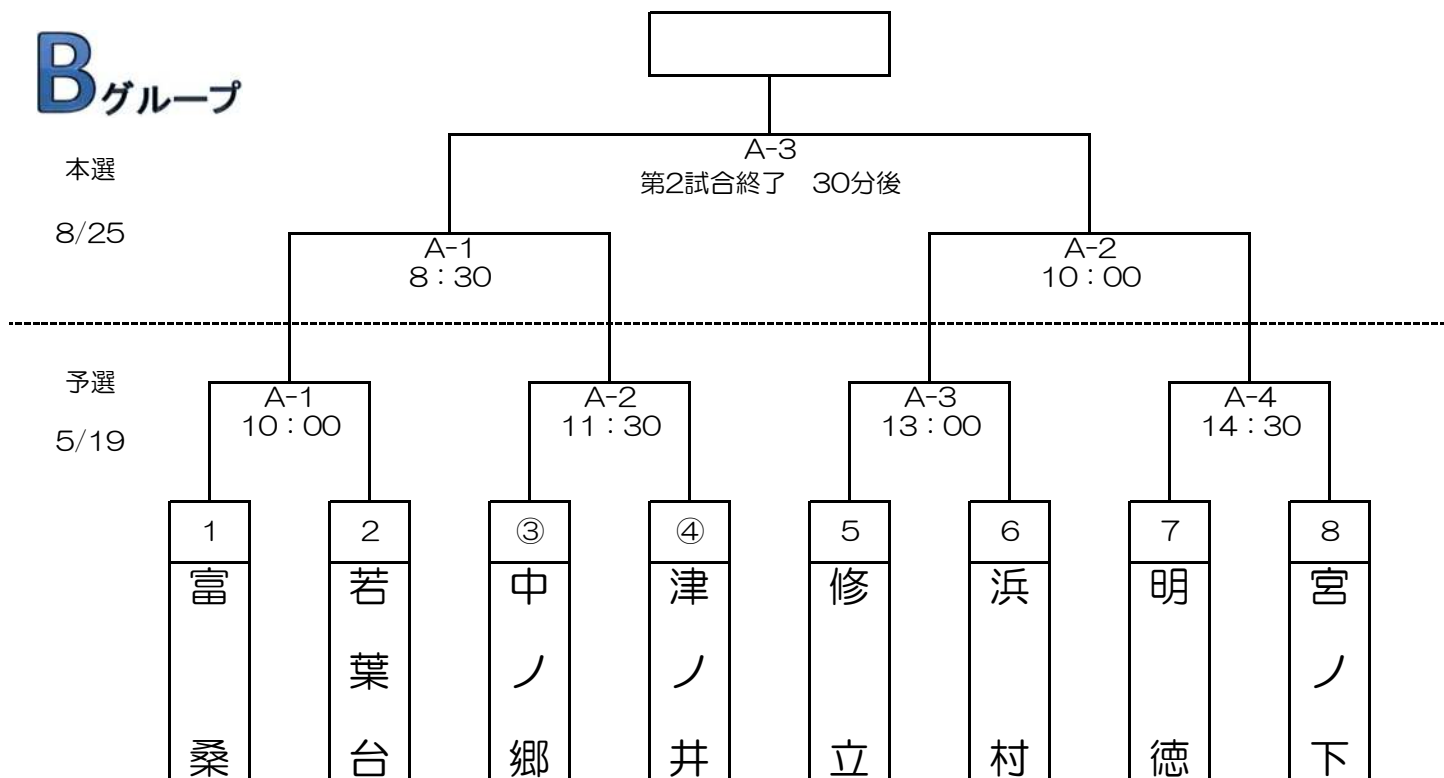 Bグループ
A-3
第2試合終了　30分後
本選
8/25
A-1
8：30
A-2
10：00
予選
5/19
A-1
10：00
A-2
11：30
A-3
13：00
A-4
14：30
1
富桑
2
若葉台
③
中ノ郷
④
津ノ井
5
修立
6
浜村
7
明徳
8
宮ノ下